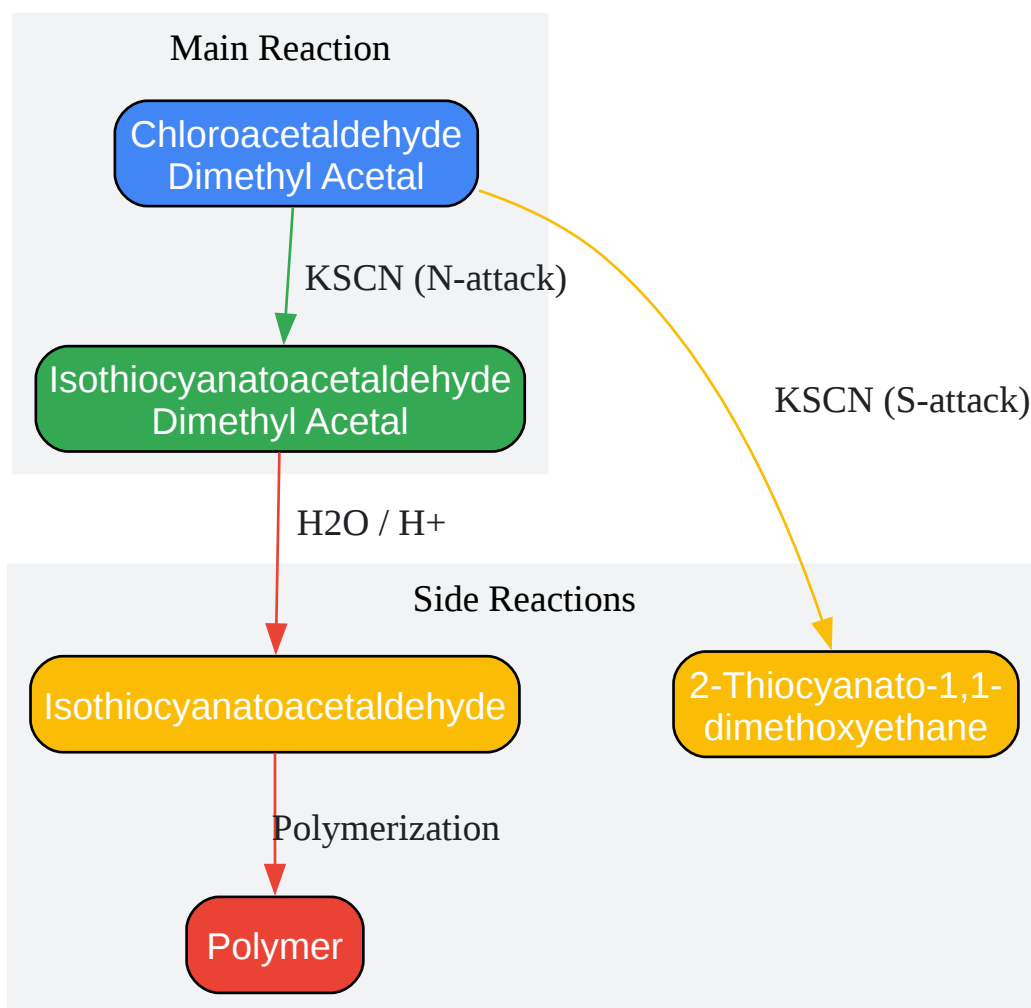 Main Reaction
Chloroacetaldehyde
Dimethyl Acetal
KSCN (N-attack)
Isothiocyanatoacetaldehyde
Dimethyl Acetal
KSCN (S-attack)
H2O / H+
Side Reactions
Isothiocyanatoacetaldehyde
2-Thiocyanato-1,1-
dimethoxyethane
Polymerization
Polymer